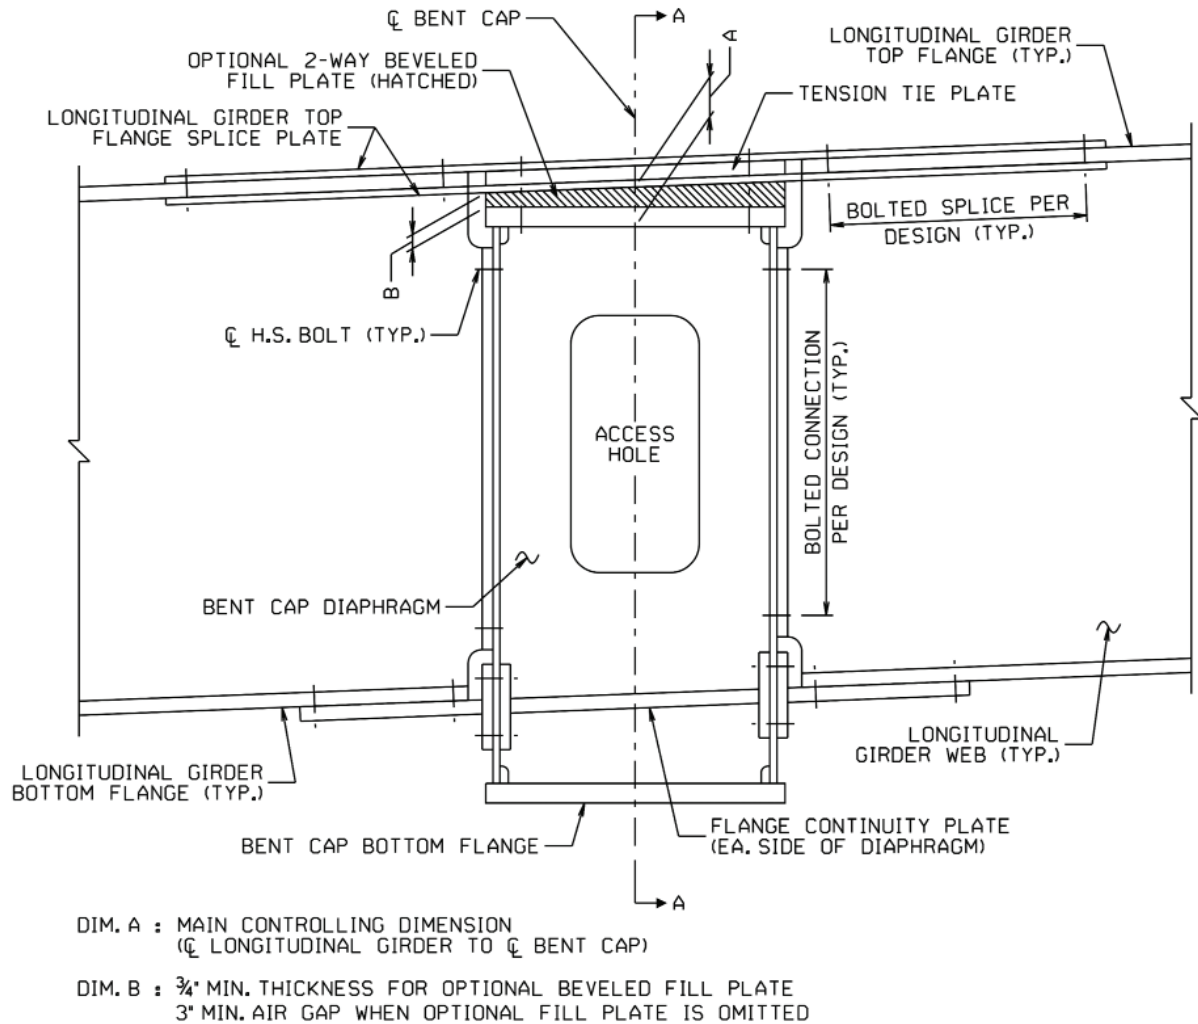 ℄ BENT CAP
A
A
OPTIONAL 2-WAY BEVELED
FILL PLATE (HATCHED)
LONGITUDINAL GIRDER
TOP FLANGE (TYP.)
TENSION TIE PLATE
LONGITUDINAL GIRDER TOP
FLANGE SPLICE PLATE
BOLTED SPLICE PER
DESIGN (TYP.)
B
℄ H.S. BOLT (TYP.)
BOLTED CONNECTION
PER DESIGN (TYP.)
ACCESS
HOLE
BENT CAP DIAPHRAGM
LONGITUDINAL
GIRDER WEB (TYP.)
LONGITUDINAL GIRDER
BOTTOM FLANGE (TYP.)
BENT CAP BOTTOM FLANGE
FLANGE CONTINUITY PLATE
(EA. SIDE OF DIAPHRAGM)
A
DIM. A : MAIN CONTROLLING DIMENSION
(℄ LONGITUDINAL GIRDER TO ℄ BENT CAP)
DIM. B : ¾" MIN. THICKNESS FOR OPTIONAL BEVELED FILL PLATE
3" MIN. AIR GAP WHEN OPTIONAL FILL PLATE IS OMITTED